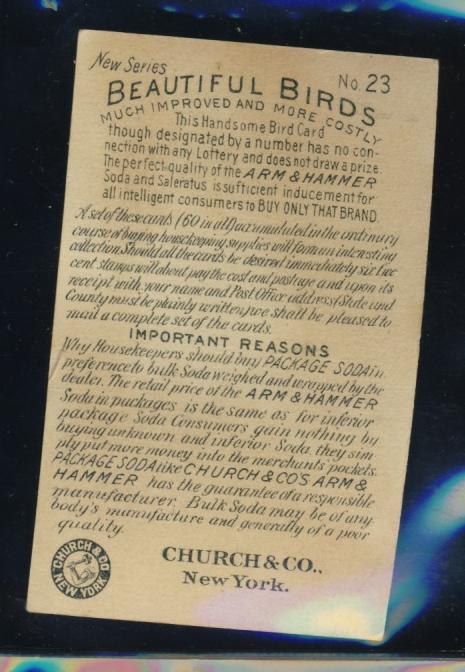 New Series
No. 23
BEAUTIFUL BIRDS
MUCH IMPROVED AND MORE COSTLY
This Handsome Bird Card
though designated by a number has no con-
nection with any Lottery and does not draw a prize.
The perfect quality of the ARM & HAMMER
Soda and Saleratus is sufficient inducement for
all intelligent consumers to BUY ONLY THAT BRAND.
A set of these cards (60 in all) accumulated in the ordinary
course of buying housekeeping supplies will form an interesting
collection. Should all the cards be desired immediately six two
cent stamps will about pay the cost and postage and upon its
receipt with your name and Post Office address (State and
County must be plainly written) we shall be pleased to
mail a complete set of the cards.
IMPORTANT REASONS
Why Housekeepers should buy PACKAGE SODA in
preference to bulk Soda weighed and wrapped by the
dealer. The retail price of the ARM & HAMMER
Soda in packages is the same as for inferior
package Soda Consumers gain nothing by
buying unknown and inferior Soda, they sim
ply put more money into the merchants' pockets.
PACKAGE SODA like CHURCH & CO'S ARM &
HAMMER has the guarantee of a responsible
manufacturer. Bulk Soda may be of any
body's manufacture and generally of a poor
quality.
CHURCH & CO.
NEW YORK
CHURCH & CO.,
New York.